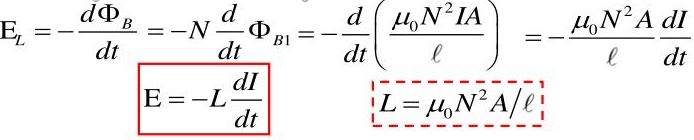 E_L = −dΦ_B/dt = −N d/dt Φ_B1 = −d/dt (μ₀N²IA/ℓ) = −μ₀N²A/ℓ dI/dt
E = −L dI/dt
L = μ₀N²A/ℓ